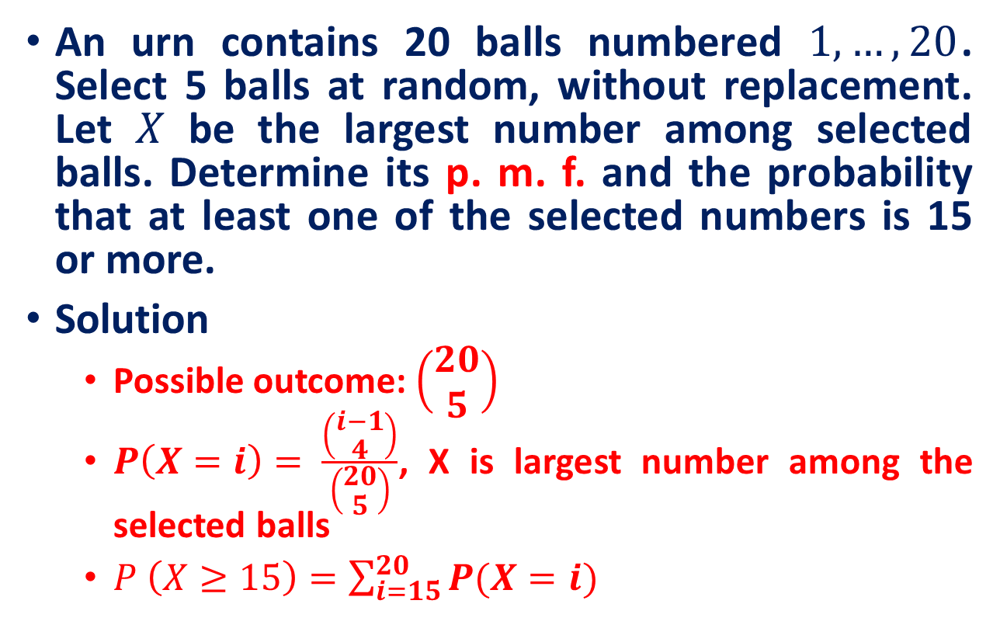 • An urn contains 20 balls numbered 1, … , 20.
Select 5 balls at random, without replacement.
Let X be the largest number among selected
balls. Determine its p. m. f. and the probability
that at least one of the selected numbers is 15
or more.
• Solution
• Possible outcome: \binom{20}{5}
• P(X = i) = \frac{\binom{i-1}{4}}{\binom{20}{5}}, X is largest number among the
selected balls
• P (X ≥ 15) = \sum_{i=15}^{20} P(X = i)